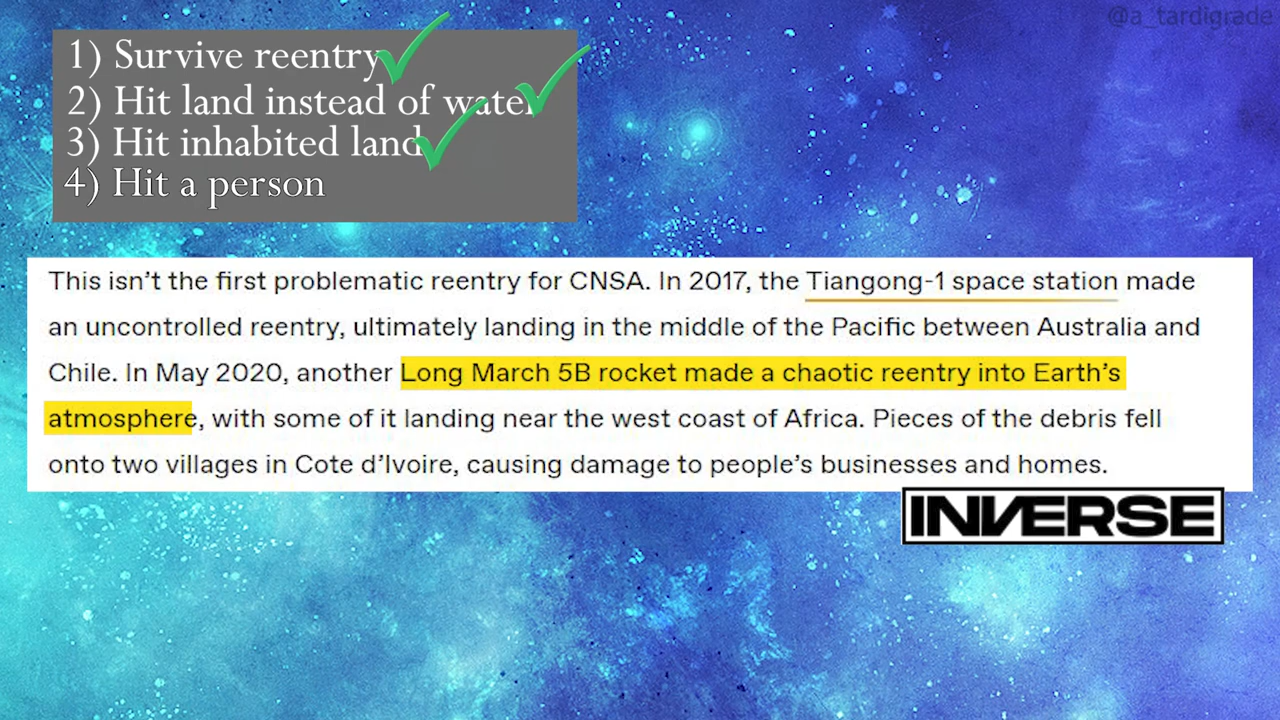 @a_tardigrade
1) Survive reentry
2) Hit land instead of water
3) Hit inhabited land
4) Hit a person
This isn't the first problematic reentry for CNSA. In 2017, the Tiangong-1 space station made
an uncontrolled reentry, ultimately landing in the middle of the Pacific between Australia and
Chile. In May 2020, another Long March 5B rocket made a chaotic reentry into Earth's
atmosphere, with some of it landing near the west coast of Africa. Pieces of the debris fell
onto two villages in Cote d'Ivoire, causing damage to people's businesses and homes.
INVERSE